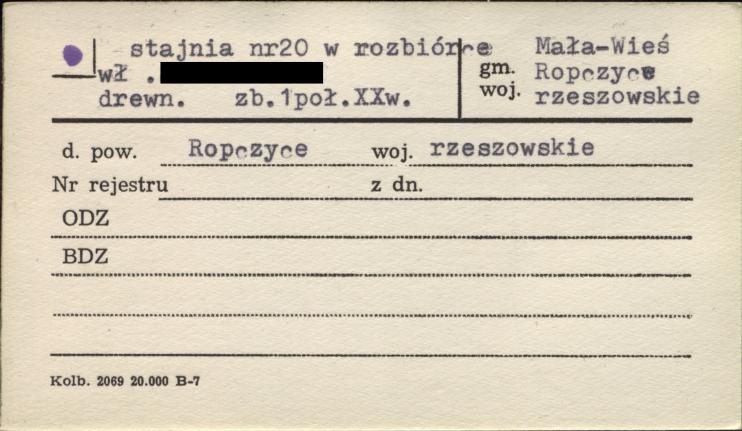 stajnia nr20 w rozbiórce Mała-Wieś
wł . gm. Ropczyce
drewn. zb.1poł.XXw. woj. rzeszowskie
d. pow. Ropczyce woj. rzeszowskie
Nr rejestru z dn.
ODZ
BDZ
Kolb. 2069 20.000 B-7